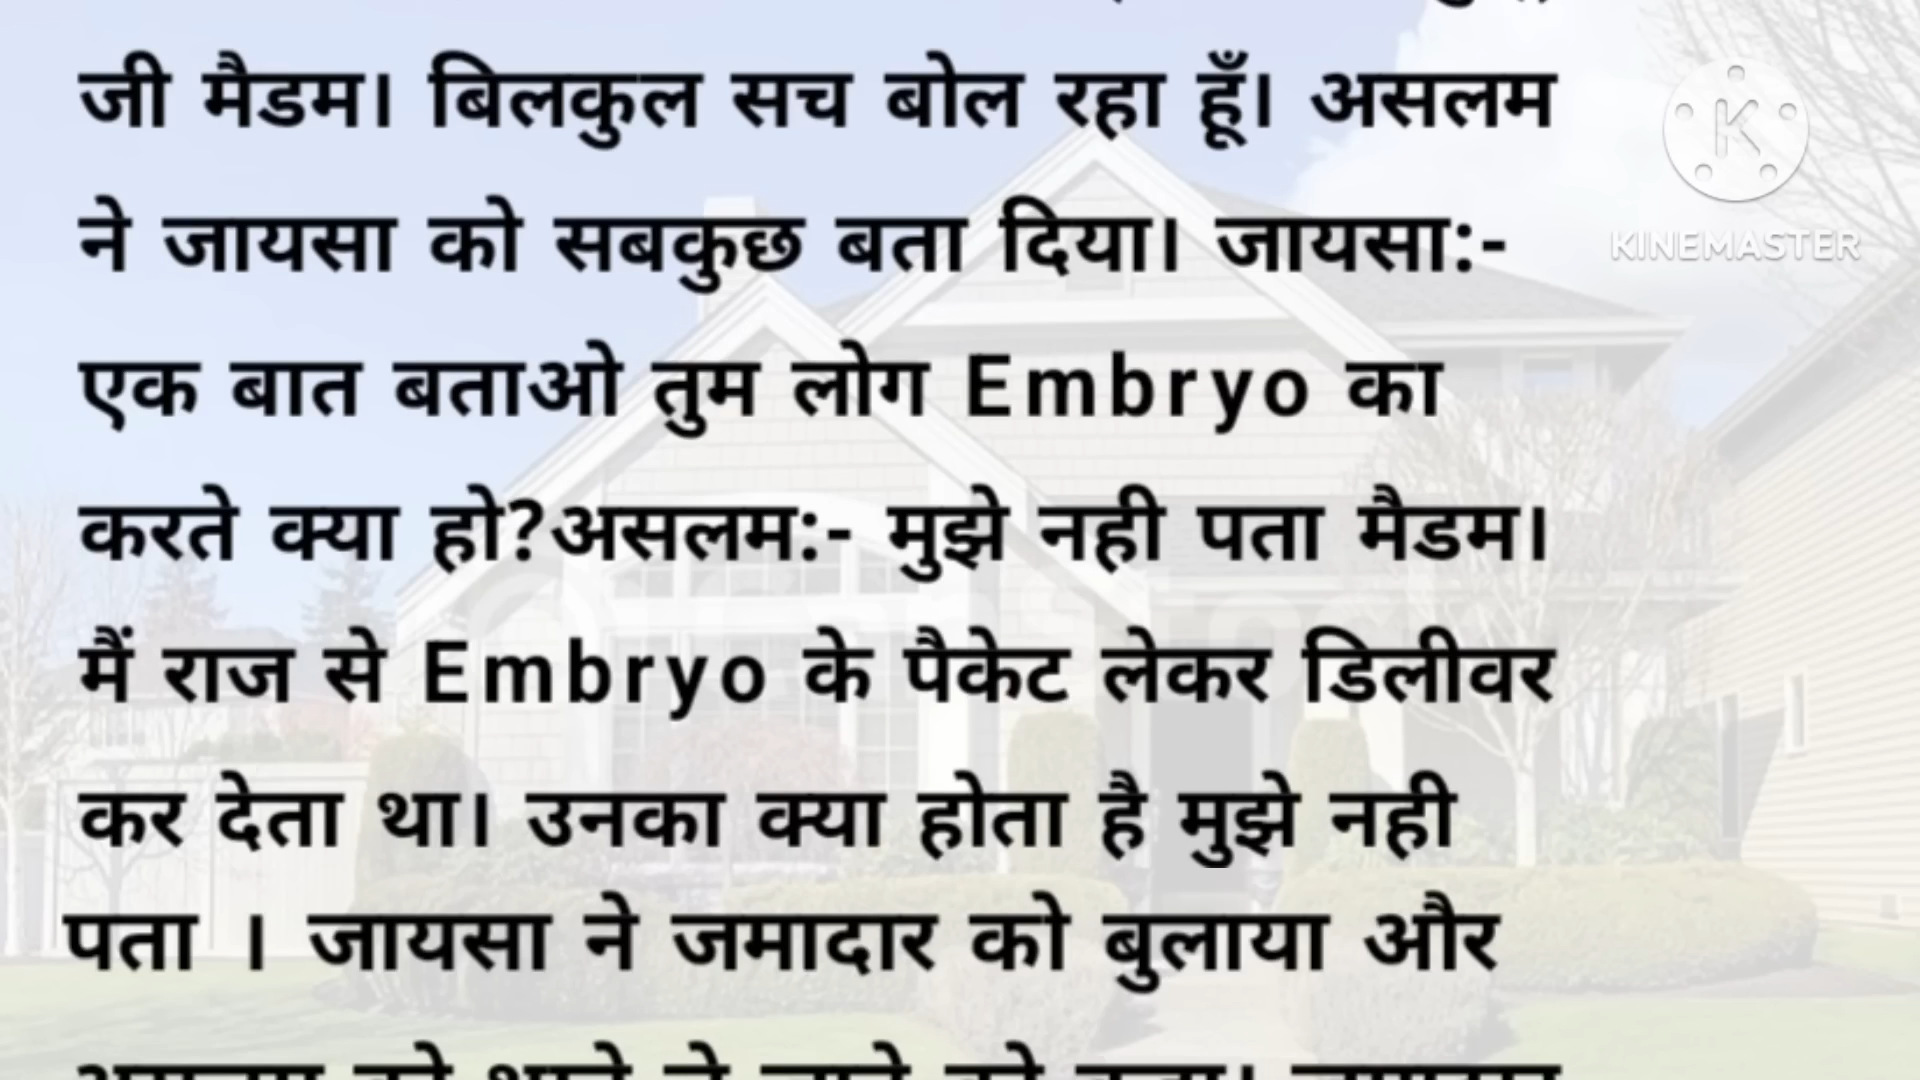 जी मैडम। बिलकुल सच बोल रहा हूँ। असलम
ने जायसा को सबकुछ बता दिया। जायसा:-
एक बात बताओ तुम लोग Embryo का
करते क्या हो?असलम:- मुझे नही पता मैडम।
मैं राज से Embryo के पैकेट लेकर डिलीवर
कर देता था। उनका क्या होता है मुझे नही
पता । जायसा ने जमादार को बुलाया और
KINEMASTER